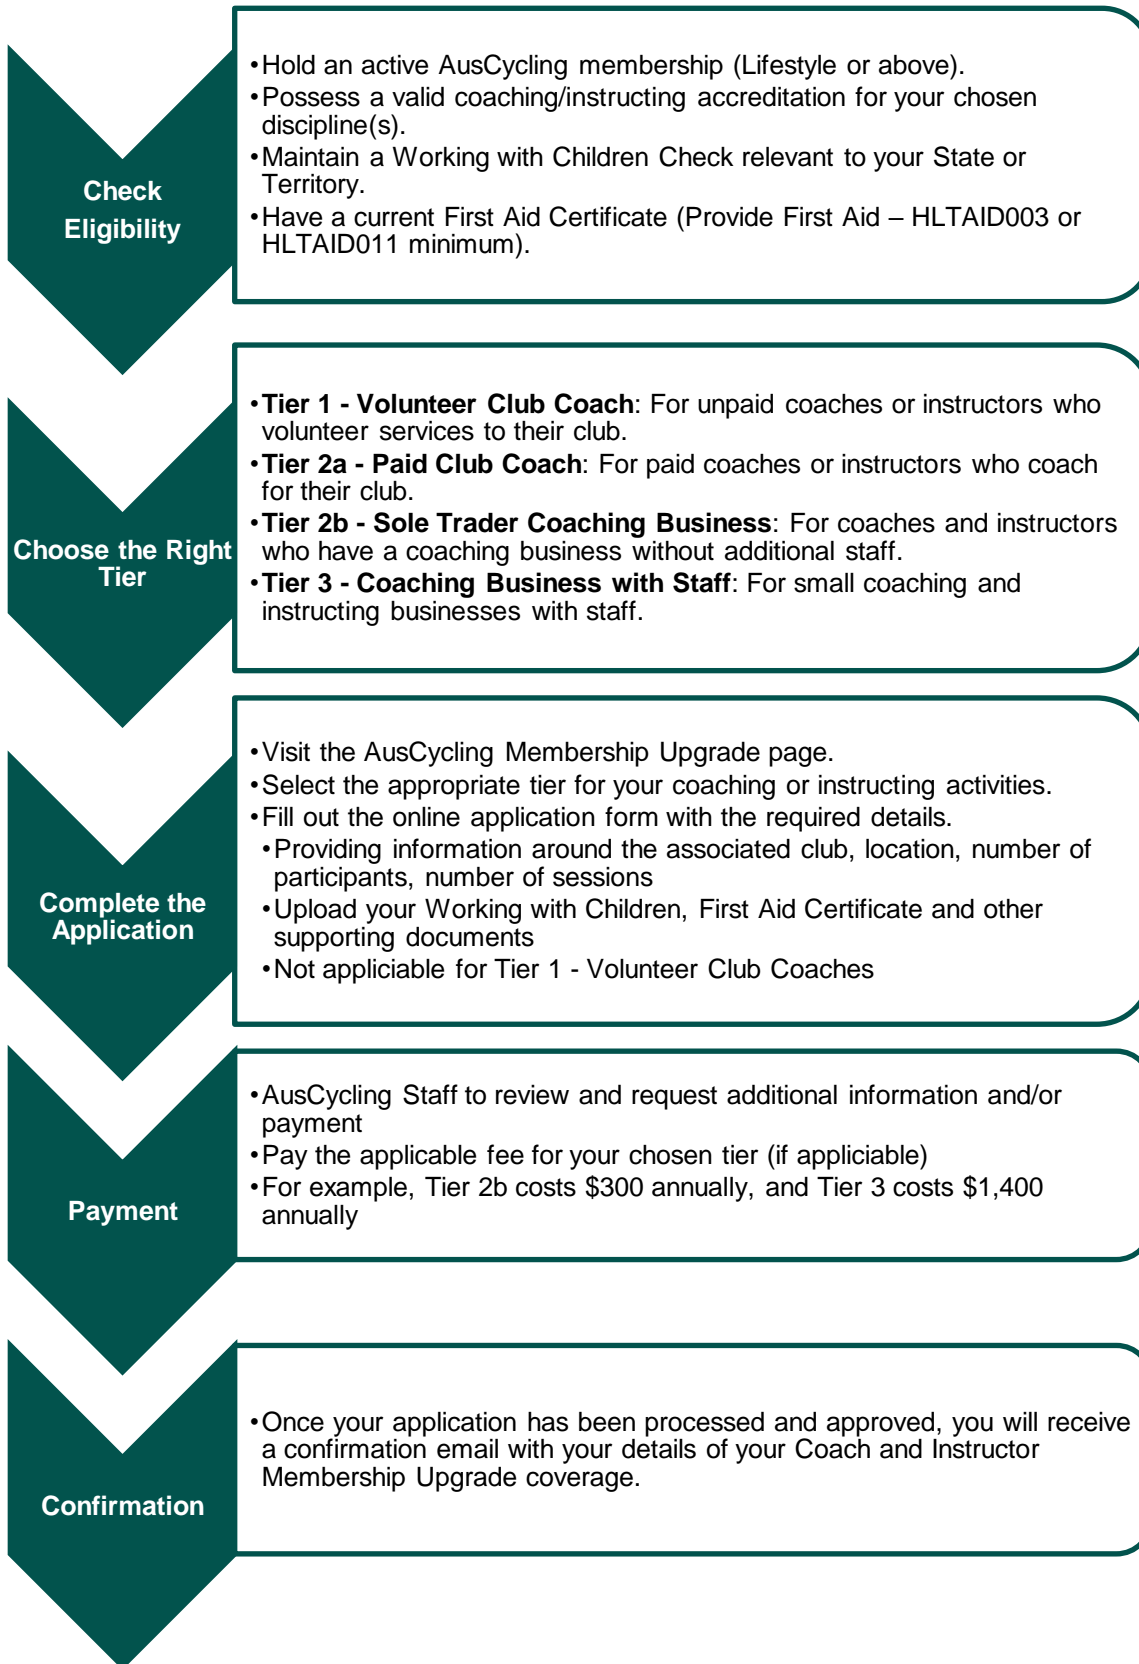 Check
Eligibility
•Hold an active AusCycling membership (Lifestyle or above).
•Possess a valid coaching/instructing accreditation for your chosen
discipline(s).
•Maintain a Working with Children Check relevant to your State or
Territory.
•Have a current First Aid Certificate (Provide First Aid – HLTAID003 or
HLTAID011 minimum).
Choose the Right
Tier
•Tier 1 - Volunteer Club Coach: For unpaid coaches or instructors who
volunteer services to their club.
•Tier 2a - Paid Club Coach: For paid coaches or instructors who coach
for their club.
•Tier 2b - Sole Trader Coaching Business: For coaches and instructors
who have a coaching business without additional staff.
•Tier 3 - Coaching Business with Staff: For small coaching and
instructing businesses with staff.
Complete the
Application
•Visit the AusCycling Membership Upgrade page.
•Select the appropriate tier for your coaching or instructing activities.
•Fill out the online application form with the required details.
•Providing information around the associated club, location, number of
participants, number of sessions
•Upload your Working with Children, First Aid Certificate and other
supporting documents
•Not appliciable for Tier 1 - Volunteer Club Coaches
Payment
•AusCycling Staff to review and request additional information and/or
payment
•Pay the applicable fee for your chosen tier (if appliciable)
•For example, Tier 2b costs $300 annually, and Tier 3 costs $1,400
annually
Confirmation
•Once your application has been processed and approved, you will receive
a confirmation email with your details of your Coach and Instructor
Membership Upgrade coverage.